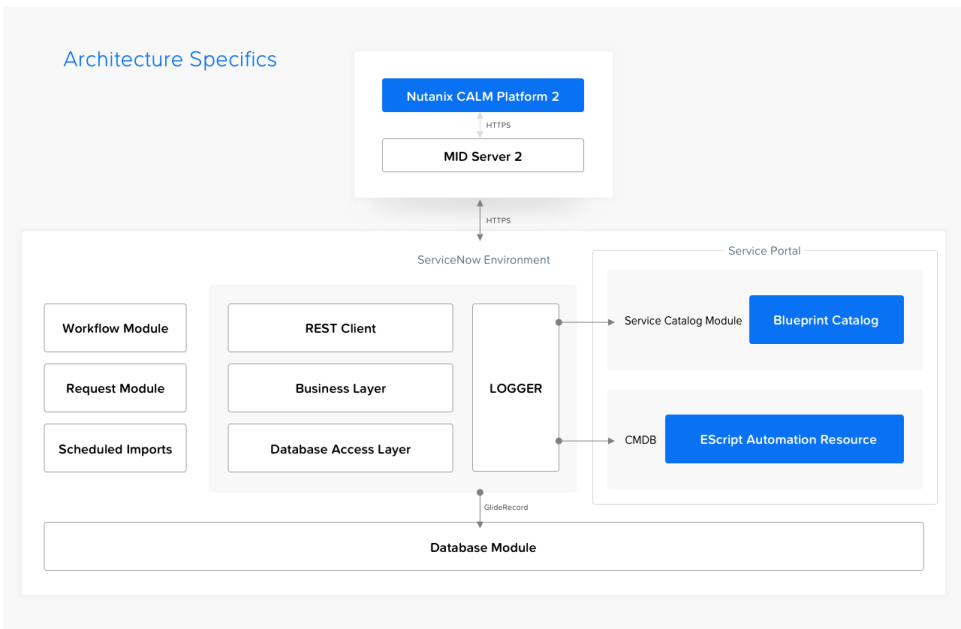 Architecture Specifics
Nutanix CALM Platform 2
HTTPS
MID Server 2
HTTPS
ServiceNow Environment
Service Portal
Workflow Module
Request Module
Scheduled Imports
REST Client
Business Layer
Database Access Layer
LOGGER
Service Catalog Module
Blueprint Catalog
CMDB
EScript Automation Resource
GlideRecord
Database Module